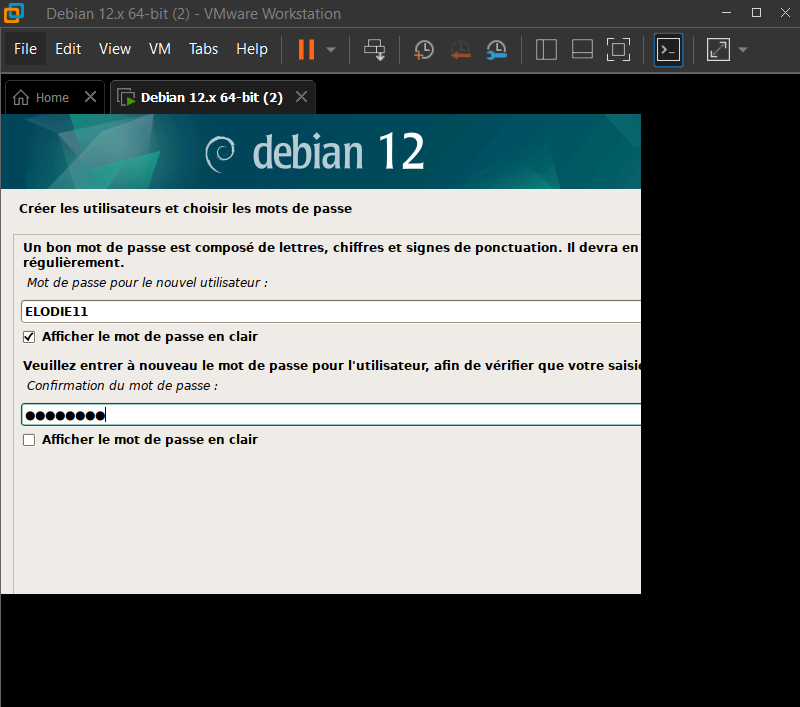 Debian 12.x 64-bit (2) - VMware Workstation
File Edit View VM Tabs Help
Home Debian 12.x 64-bit (2)
debian 12
Créer les utilisateurs et choisir les mots de passe
Un bon mot de passe est composé de lettres, chiffres et signes de ponctuation. Il devra en
régulièrement.
Mot de passe pour le nouvel utilisateur :
ELODIE11
Afficher le mot de passe en clair
Veuillez entrer à nouveau le mot de passe pour l'utilisateur, afin de vérifier que votre saisie
Confirmation du mot de passe :
●●●●●●●●
Afficher le mot de passe en clair